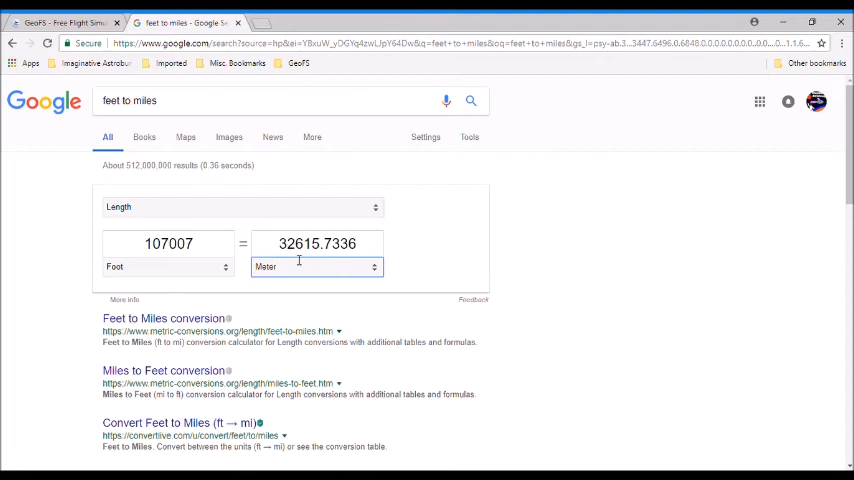 GeoFS - Free Flight Simu
feet to miles - Google Se
Secure
https://www.google.com/search?source=hp&ei=YBxuW_yDGYq4zwLJpY64Dw&q=feet+to+miles&oq=feet+to+miles&gs_l=psy-ab.3...3447.6496.0.6848.0.0.0.0.0.0.0.0..0.0....0...1.1.6...
Apps Imaginative Astrobur Imported Misc. Bookmarks GeoFS Other bookmarks
Google
feet to miles
All Books Maps Images News More Settings Tools
About 512,000,000 results (0.36 seconds)
Length
107007 = 32615.7336
Foot Meter
More info Feedback
Feet to Miles conversion
https://www.metric-conversions.org/length/feet-to-miles.htm
Feet to Miles (ft to mi) conversion calculator for Length conversions with additional tables and formulas.
Miles to Feet conversion
https://www.metric-conversions.org/length/miles-to-feet.htm
Miles to Feet (mi to ft) conversion calculator for Length conversions with additional tables and formulas.
Convert Feet to Miles (ft → mi)
https://convertlive.com/u/convert/feet/to/miles
Feet to Miles. Convert between the units (ft → mi) or see the conversion table.